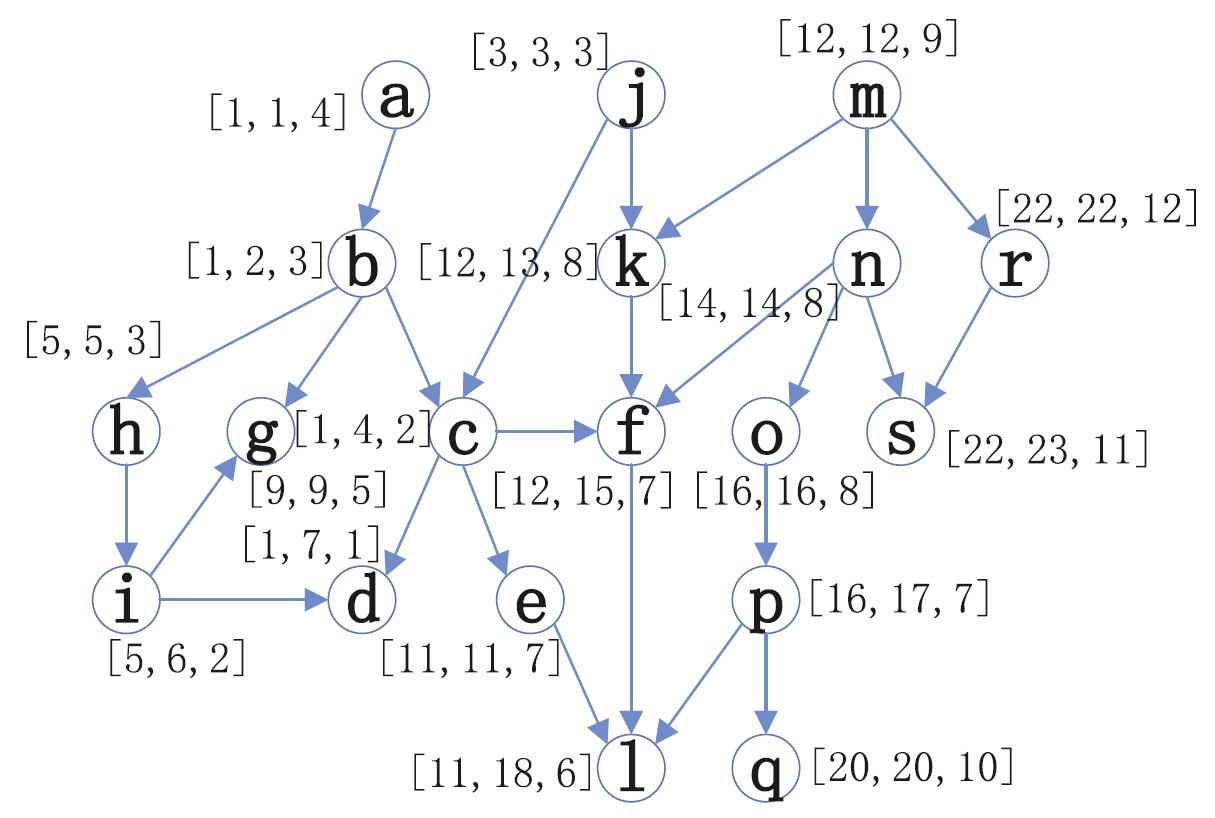 [12, 12, 9]
[3, 3, 3]
a
j
m
[1, 1, 4]
[22, 22, 12]
[1, 2, 3]
b
[12, 13, 8]
k
n
r
[14, 14, 8]
[5, 5, 3]
h
g
[1, 4, 2]
c
f
o
s
[22, 23, 11]
[9, 9, 5]
[12, 15, 7]
[16, 16, 8]
[1, 7, 1]
i
d
e
p
[16, 17, 7]
[5, 6, 2]
[11, 11, 7]
[11, 18, 6]
l
q
[20, 20, 10]